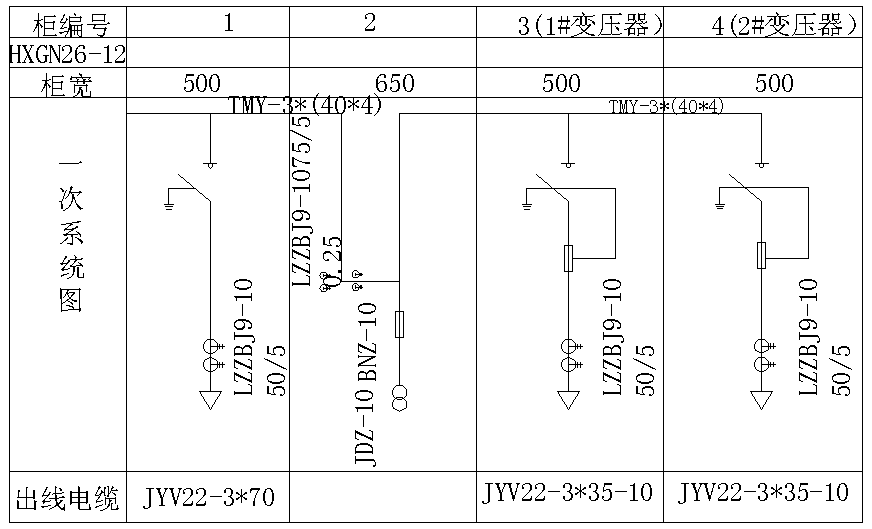 柜编号 1 2 3(1#变压器) 4(2#变压器)
HXGN26-12
柜宽 500 650 500 500
TMY-3*(40*4) TMY-3*(40*4)
一次系统图
LZZBJ9-10
50/5
LZZBJ9-1075/5
0.25
JDZ-10 BNZ-10
LZZBJ9-10
50/5
LZZBJ9-10
50/5
出线电缆 JYV22-3*70 JYV22-3*35-10 JYV22-3*35-10